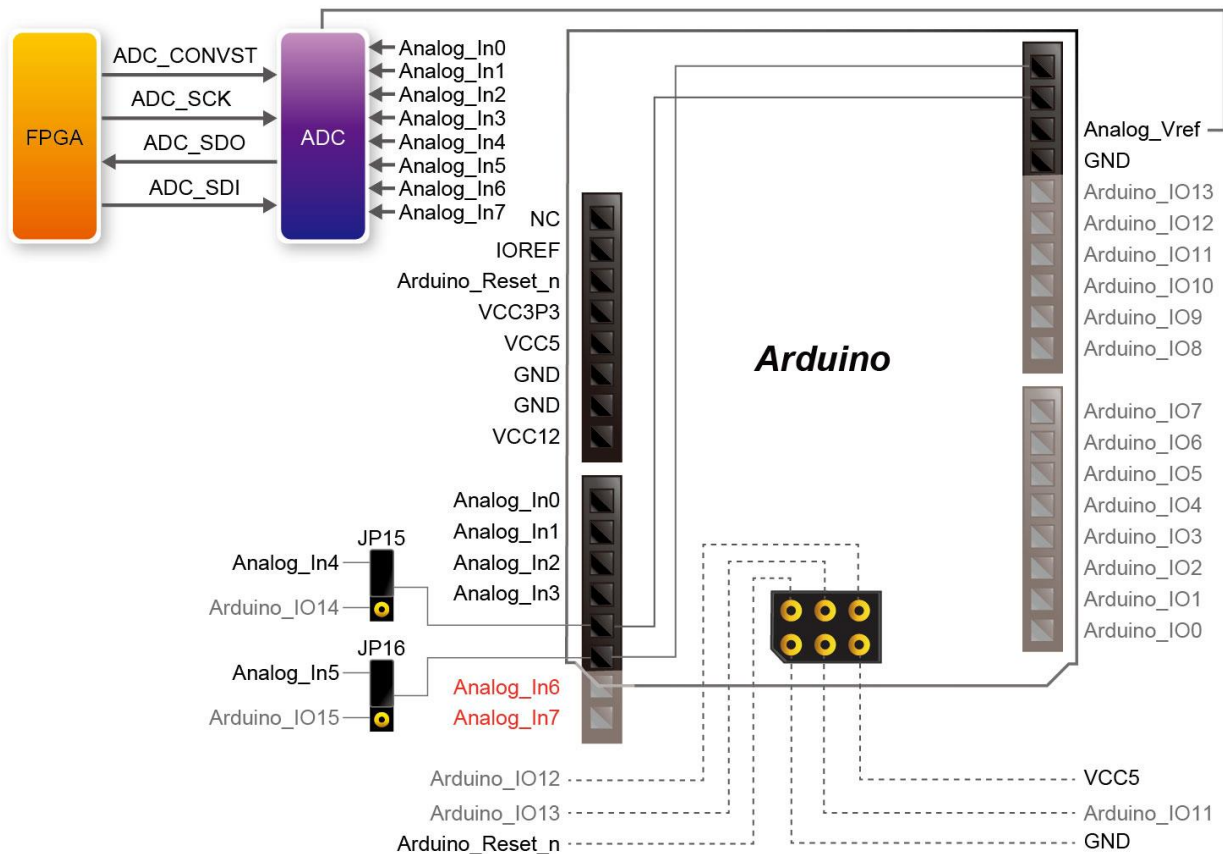 FPGA
ADC_CONVST
ADC_SCK
ADC_SDO
ADC_SDI
ADC
Analog_In0
Analog_In1
Analog_In2
Analog_In3
Analog_In4
Analog_In5
Analog_In6
Analog_In7
NC
IOREF
Arduino_Reset_n
VCC3P3
VCC5
GND
GND
VCC12
Analog_In0
Analog_In1
Analog_In2
Analog_In3
JP15
Analog_In4
Arduino_IO14
JP16
Analog_In5
Arduino_IO15
Analog_In6
Analog_In7
Arduino
Analog_Vref
GND
Arduino_IO13
Arduino_IO12
Arduino_IO11
Arduino_IO10
Arduino_IO9
Arduino_IO8
Arduino_IO7
Arduino_IO6
Arduino_IO5
Arduino_IO4
Arduino_IO3
Arduino_IO2
Arduino_IO1
Arduino_IO0
Arduino_IO12
Arduino_IO13
Arduino_Reset_n
VCC5
Arduino_IO11
GND